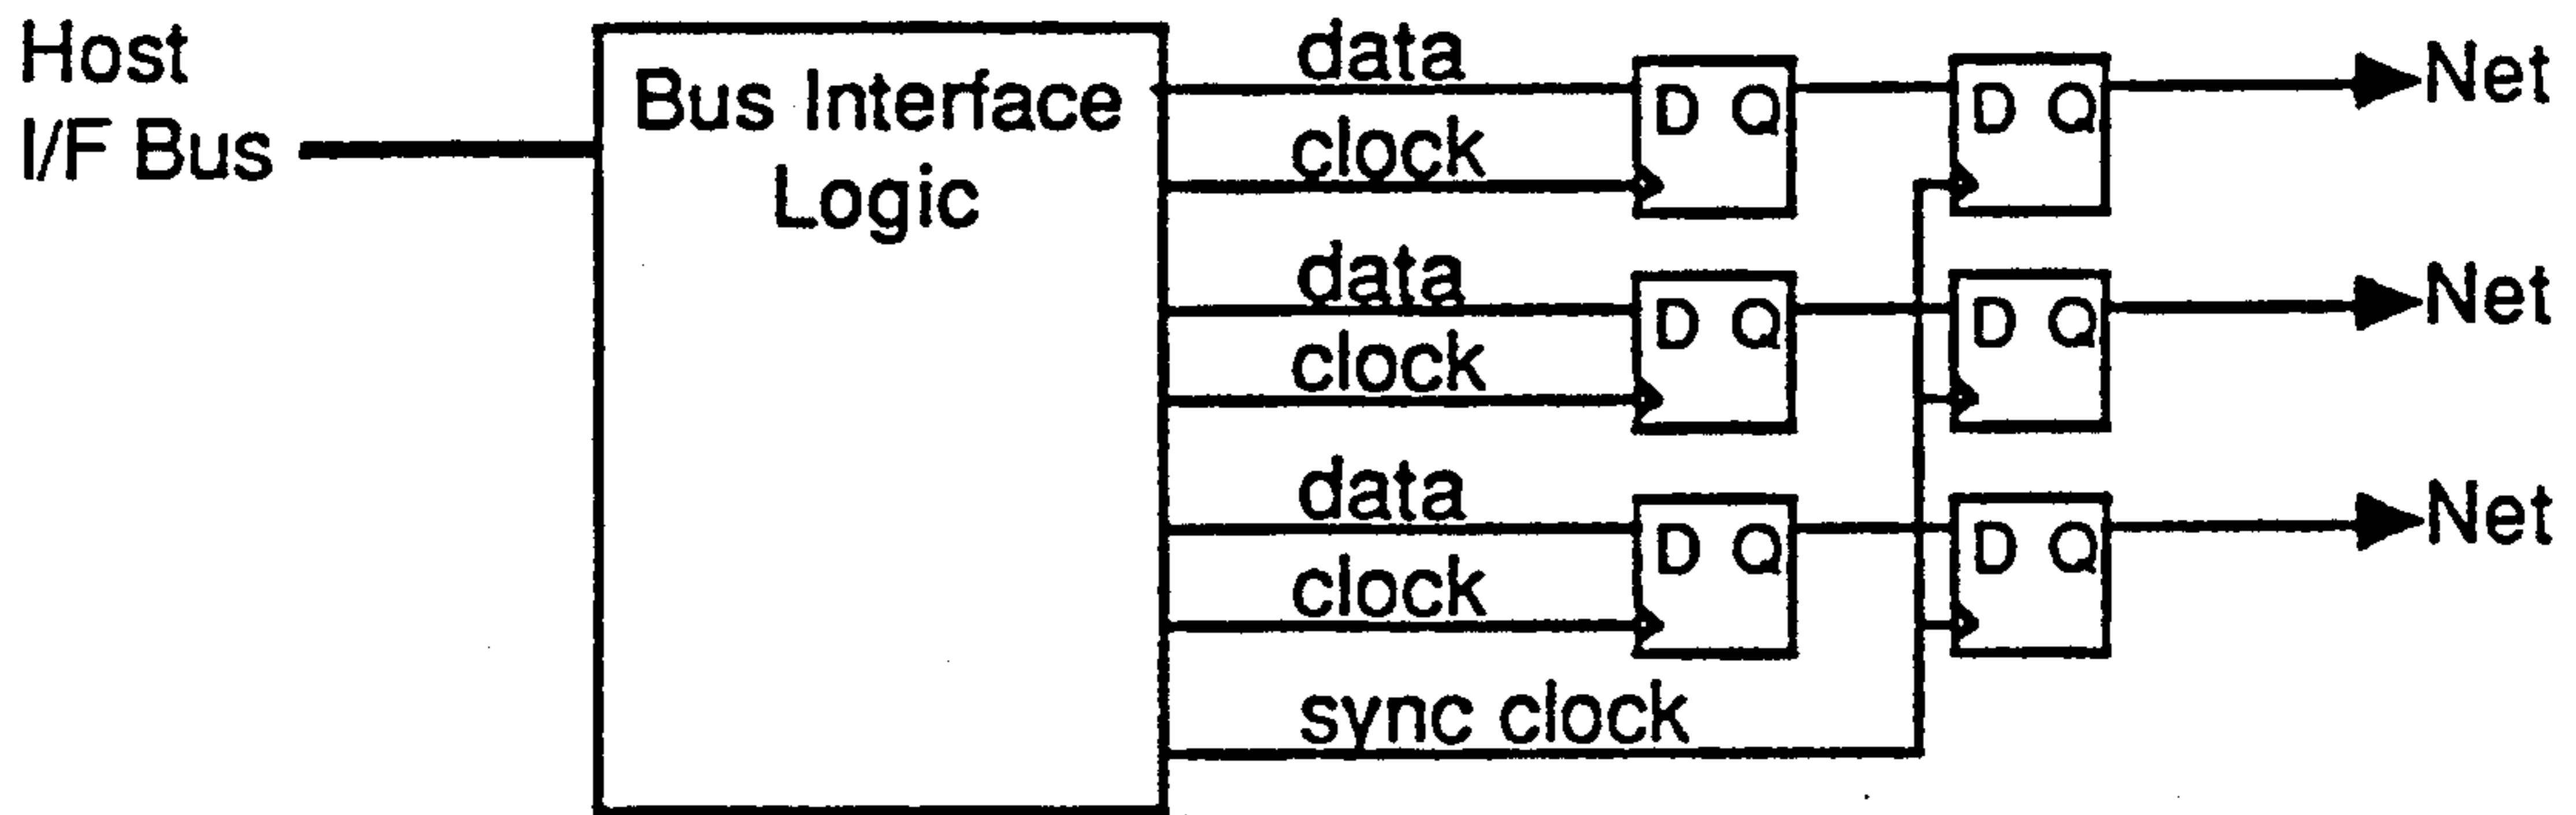 Host
I/F Bus
Bus Interface
Logic
data
clock
D Q
D Q
Net
data
clock
D Q
D Q
Net
data
clock
D Q
D Q
Net
sync clock